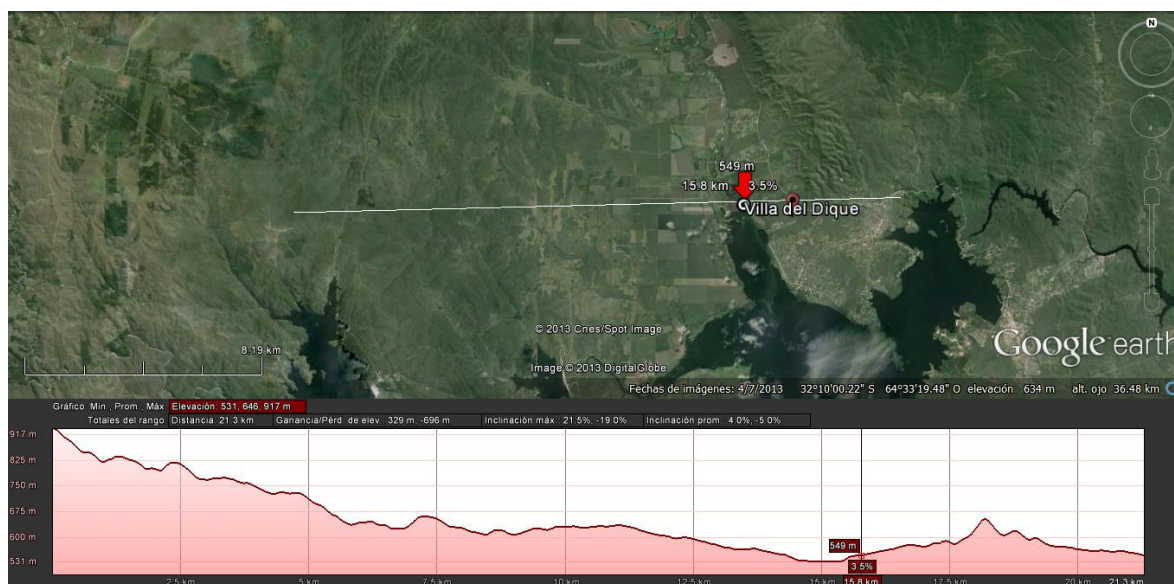 N
549 m
15.8 km 3.5%
Villa del Dique
© 2013 Cnes/Spot Image
8.19 km
Image © 2013 DigitalGlobe
Google earth
Fechas de imágenes: 4/7/2013 32°10'00.22" S 64°33'19.48" O elevación 634 m alt. ojo 36.48 km
Gráfico: Mín., Prom., Máx. Elevación: 531, 646, 917 m
Totales del rango: Distancia: 21.3 km Ganancia/Pérd. de elev.: 329 m, -696 m Inclinación máx.: 21.5%, -19.0% Inclinación prom.: 4.0%, -5.0%
917 m
825 m
750 m
675 m
600 m
549 m
531 m
3.5%
2.5 km 5 km 7.5 km 10 km 12.5 km 15 km 15.8 km 17.5 km 20 km 21.3 km